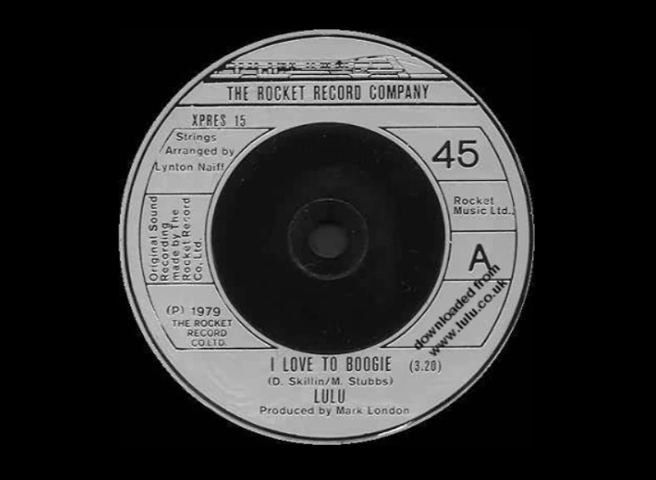 THE ROCKET RECORD COMPANY
XPRES 15
Strings
Arranged by
Lynton Naiff
45
Rocket
Music Ltd.
Original Sound
Recording
made by The
Rocket Record
Co. Ltd.
A
(P) 1979
THE ROCKET
RECORD
CO.LTD.
downloaded from
www.lulu.co.uk
I LOVE TO BOOGIE (3.20)
(D. Skillin/M. Stubbs)
LULU
Produced by Mark London